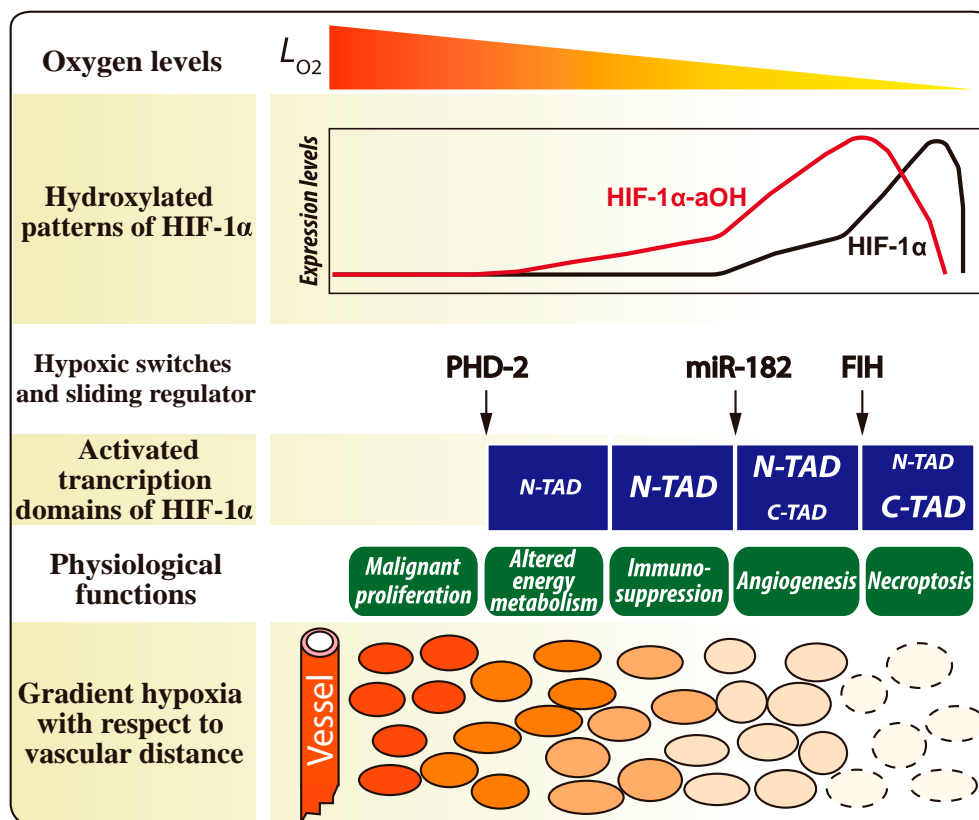 Oxygen levels
L O2
Hydroxylated
patterns of HIF-1α
Expression levels
HIF-1α-aOH
HIF-1α
Hypoxic switches
and sliding regulator
PHD-2
miR-182
FIH
Activated
trancription
domains of HIF-1α
N-TAD
N-TAD
N-TAD
C-TAD
N-TAD
C-TAD
Physiological
functions
Malignant
proliferation
Altered
energy
metabolism
Immuno-
suppression
Angiogenesis
Necroptosis
Gradient hypoxia
with respect to
vascular distance
Vessel